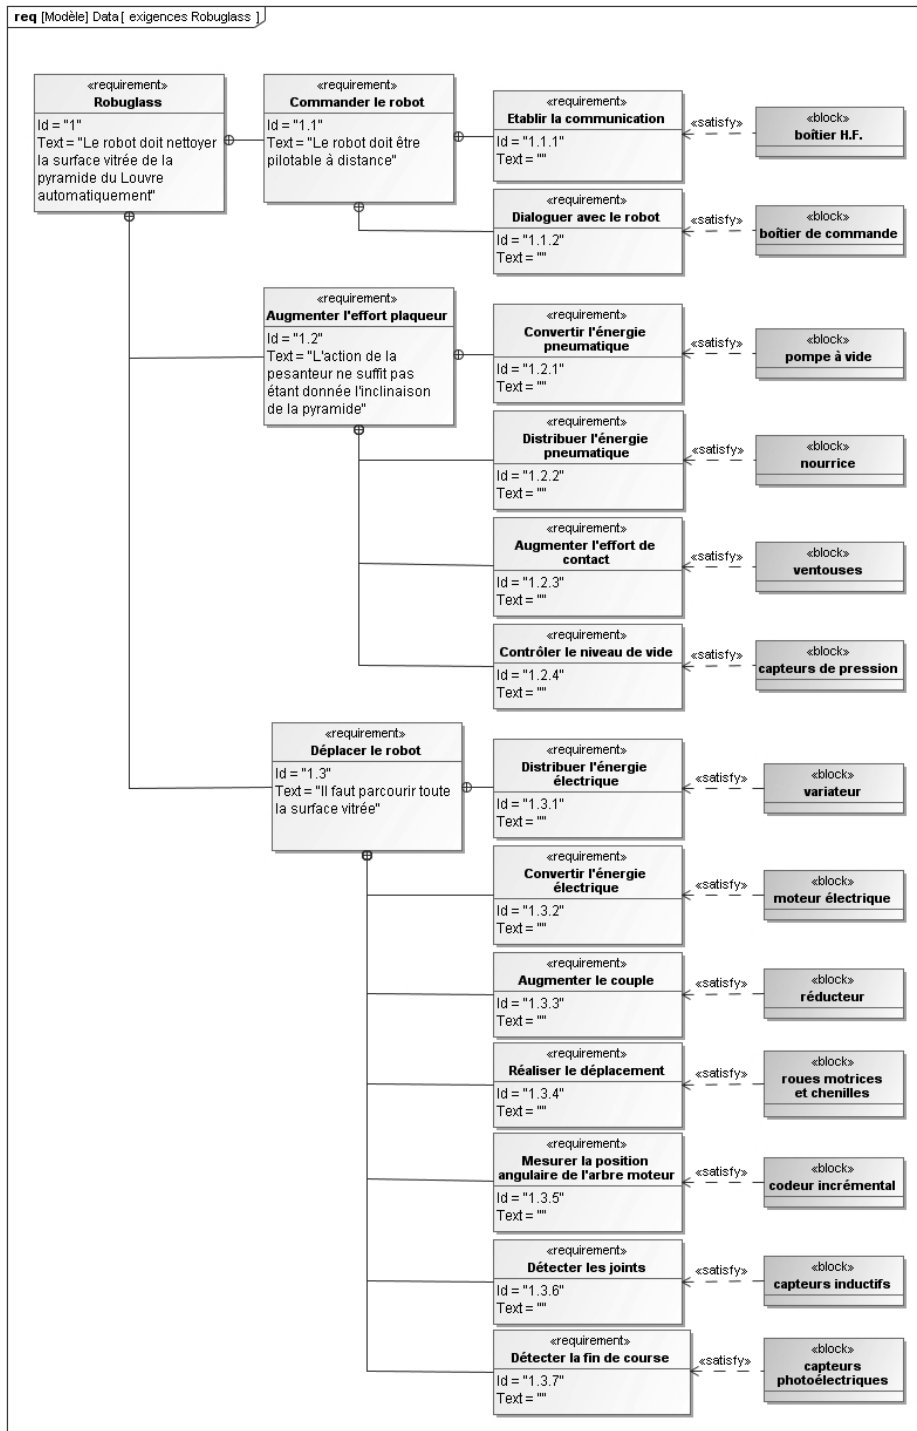 req [Modèle] Data [ exigences Robuglass ]
«requirement»
Robuglass
Id = "1"
Text = "Le robot doit nettoyer
la surface vitrée de la
pyramide du Louvre
automatiquement"
«requirement»
Commander le robot
Id = "1.1"
Text = "Le robot doit être
pilotable à distance"
«requirement»
Etablir la communication
Id = "1.1.1"
Text = ""
«satisfy»
«block»
boîtier H.F.
«requirement»
Dialoguer avec le robot
Id = "1.1.2"
Text = ""
«satisfy»
«block»
boîtier de commande
«requirement»
Augmenter l'effort plaqueur
Id = "1.2"
Text = "L'action de la
pesanteur ne suffit pas
étant donnée l'inclinaison
de la pyramide"
«requirement»
Convertir l'énergie
pneumatique
Id = "1.2.1"
Text = ""
«satisfy»
«block»
pompe à vide
«requirement»
Distribuer l'énergie
pneumatique
Id = "1.2.2"
Text = ""
«satisfy»
«block»
nourrice
«requirement»
Augmenter l'effort de
contact
Id = "1.2.3"
Text = ""
«satisfy»
«block»
ventouses
«requirement»
Contrôler le niveau de vide
Id = "1.2.4"
Text = ""
«satisfy»
«block»
capteurs de pression
«requirement»
Déplacer le robot
Id = "1.3"
Text = "Il faut parcourir toute
la surface vitrée"
«requirement»
Distribuer l'énergie
électrique
Id = "1.3.1"
Text = ""
«satisfy»
«block»
variateur
«requirement»
Convertir l'énergie
électrique
Id = "1.3.2"
Text = ""
«satisfy»
«block»
moteur électrique
«requirement»
Augmenter le couple
Id = "1.3.3"
Text = ""
«satisfy»
«block»
réducteur
«requirement»
Réaliser le déplacement
Id = "1.3.4"
Text = ""
«satisfy»
«block»
roues motrices
et chenilles
«requirement»
Mesurer la position
angulaire de l'arbre moteur
Id = "1.3.5"
Text = ""
«satisfy»
«block»
codeur incrémental
«requirement»
Détecter les joints
Id = "1.3.6"
Text = ""
«satisfy»
«block»
capteurs inductifs
«requirement»
Détecter la fin de course
Id = "1.3.7"
Text = ""
«satisfy»
«block»
capteurs
photoélectriques